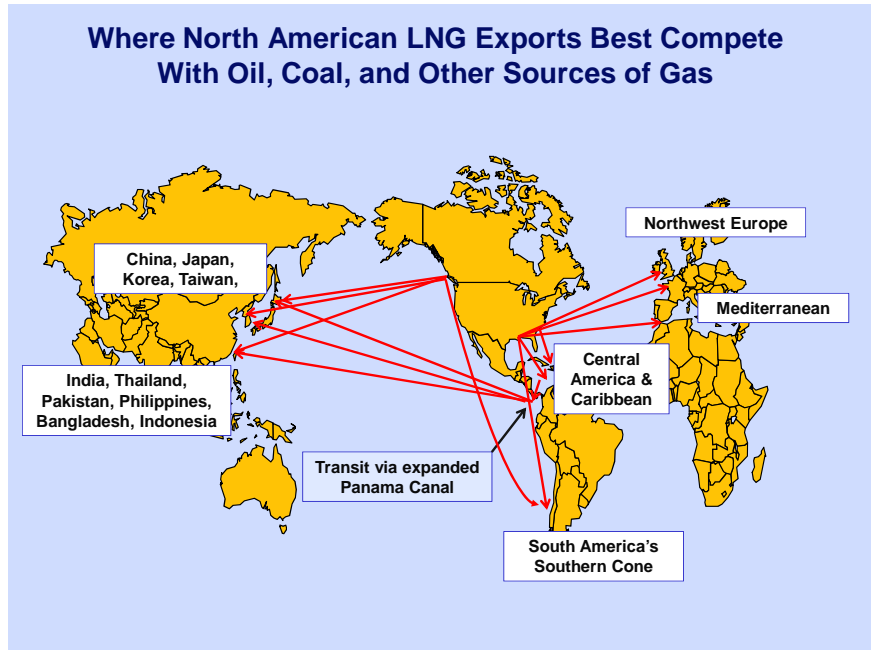 Where North American LNG Exports Best Compete
With Oil, Coal, and Other Sources of Gas
Northwest Europe
China, Japan,
Korea, Taiwan,
Mediterranean
Central
America &
Caribbean
India, Thailand,
Pakistan, Philippines,
Bangladesh, Indonesia
Transit via expanded
Panama Canal
South America's
Southern Cone